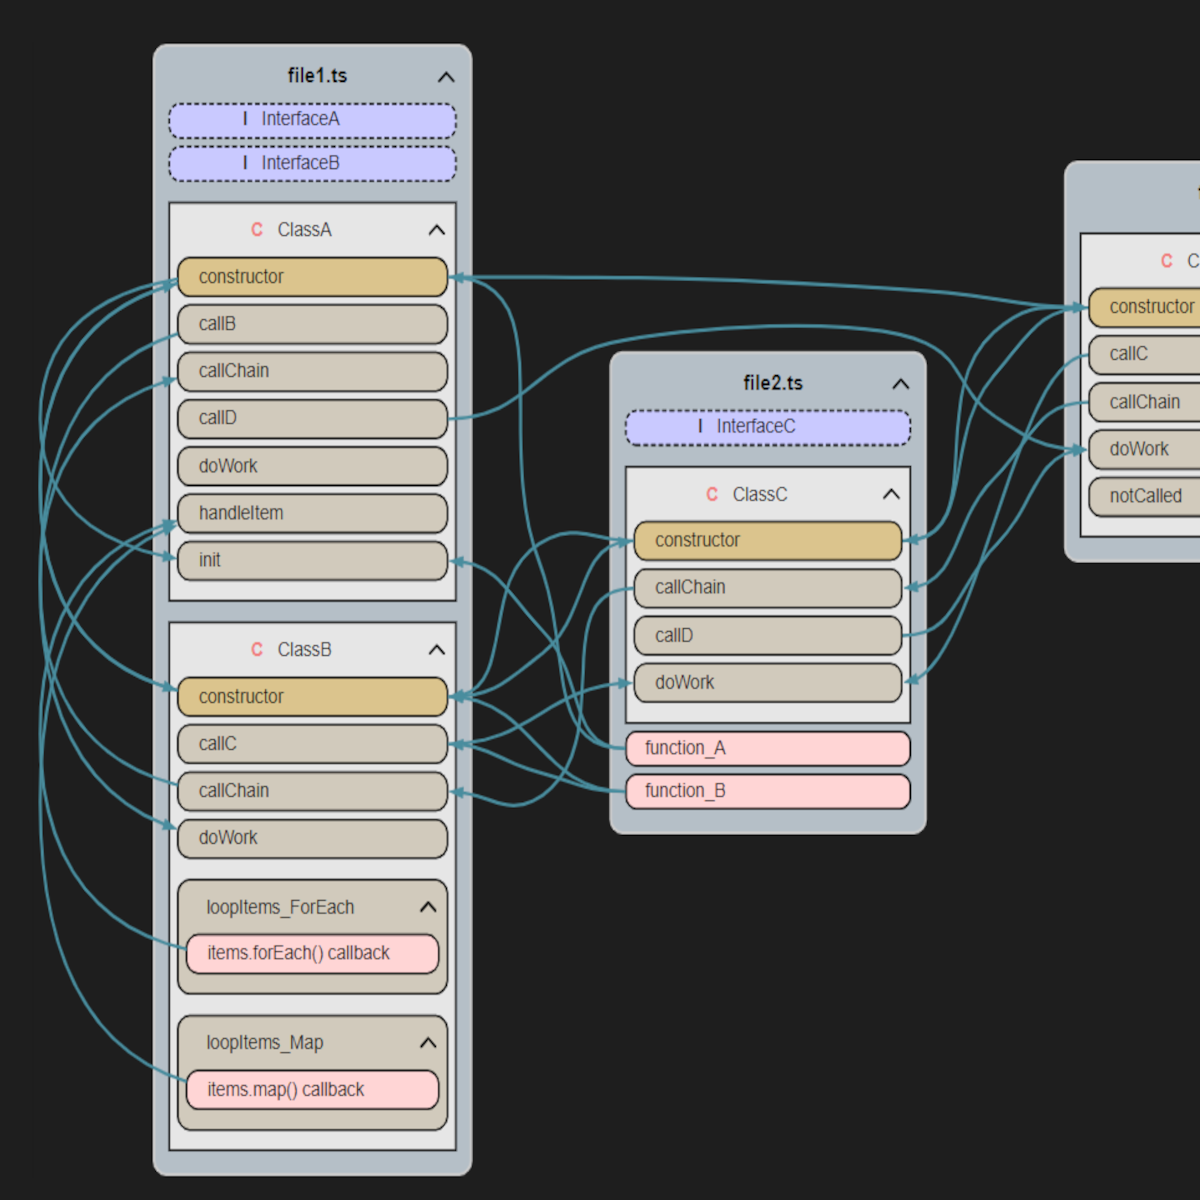 file1.ts
I InterfaceA
I InterfaceB
C ClassA
constructor
callB
callChain
callD
doWork
handleItem
init
C ClassB
constructor
callC
callChain
doWork
loopItems_ForEach
items.forEach() callback
loopItems_Map
items.map() callback
file2.ts
I InterfaceC
C ClassC
constructor
callChain
callD
doWork
function_A
function_B
C
constructor
callC
callChain
doWork
notCalled